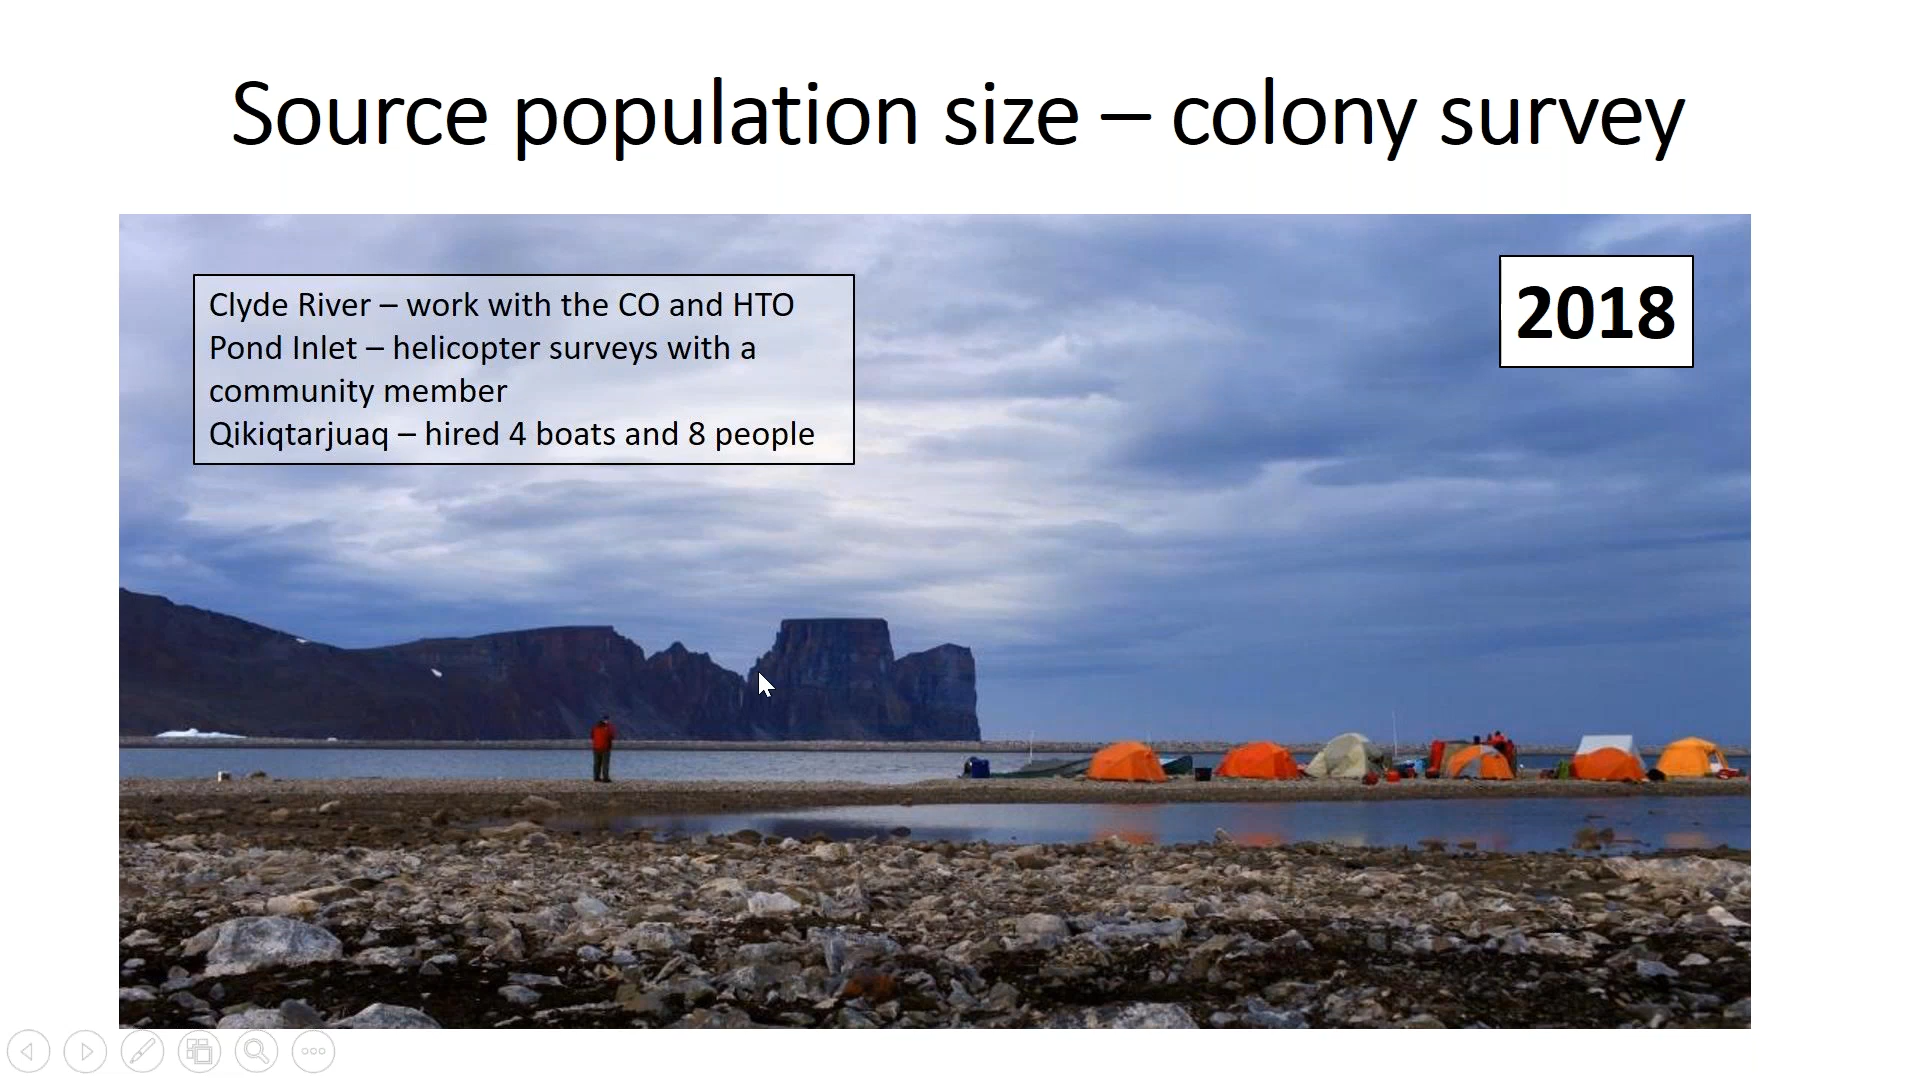 Source population size – colony survey
Clyde River – work with the CO and HTO
Pond Inlet – helicopter surveys with a
community member
Qikiqtarjuaq – hired 4 boats and 8 people
2018